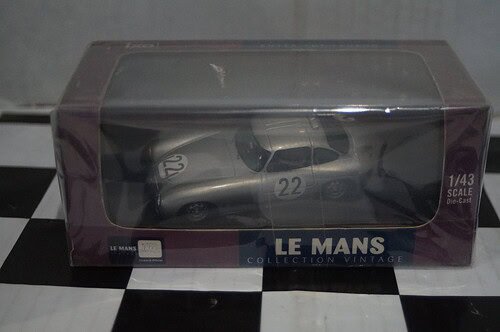 22
22
1/43
SCALE
Die-Cast
LE MANS
LE MANS
COLLECTION VINTAGE